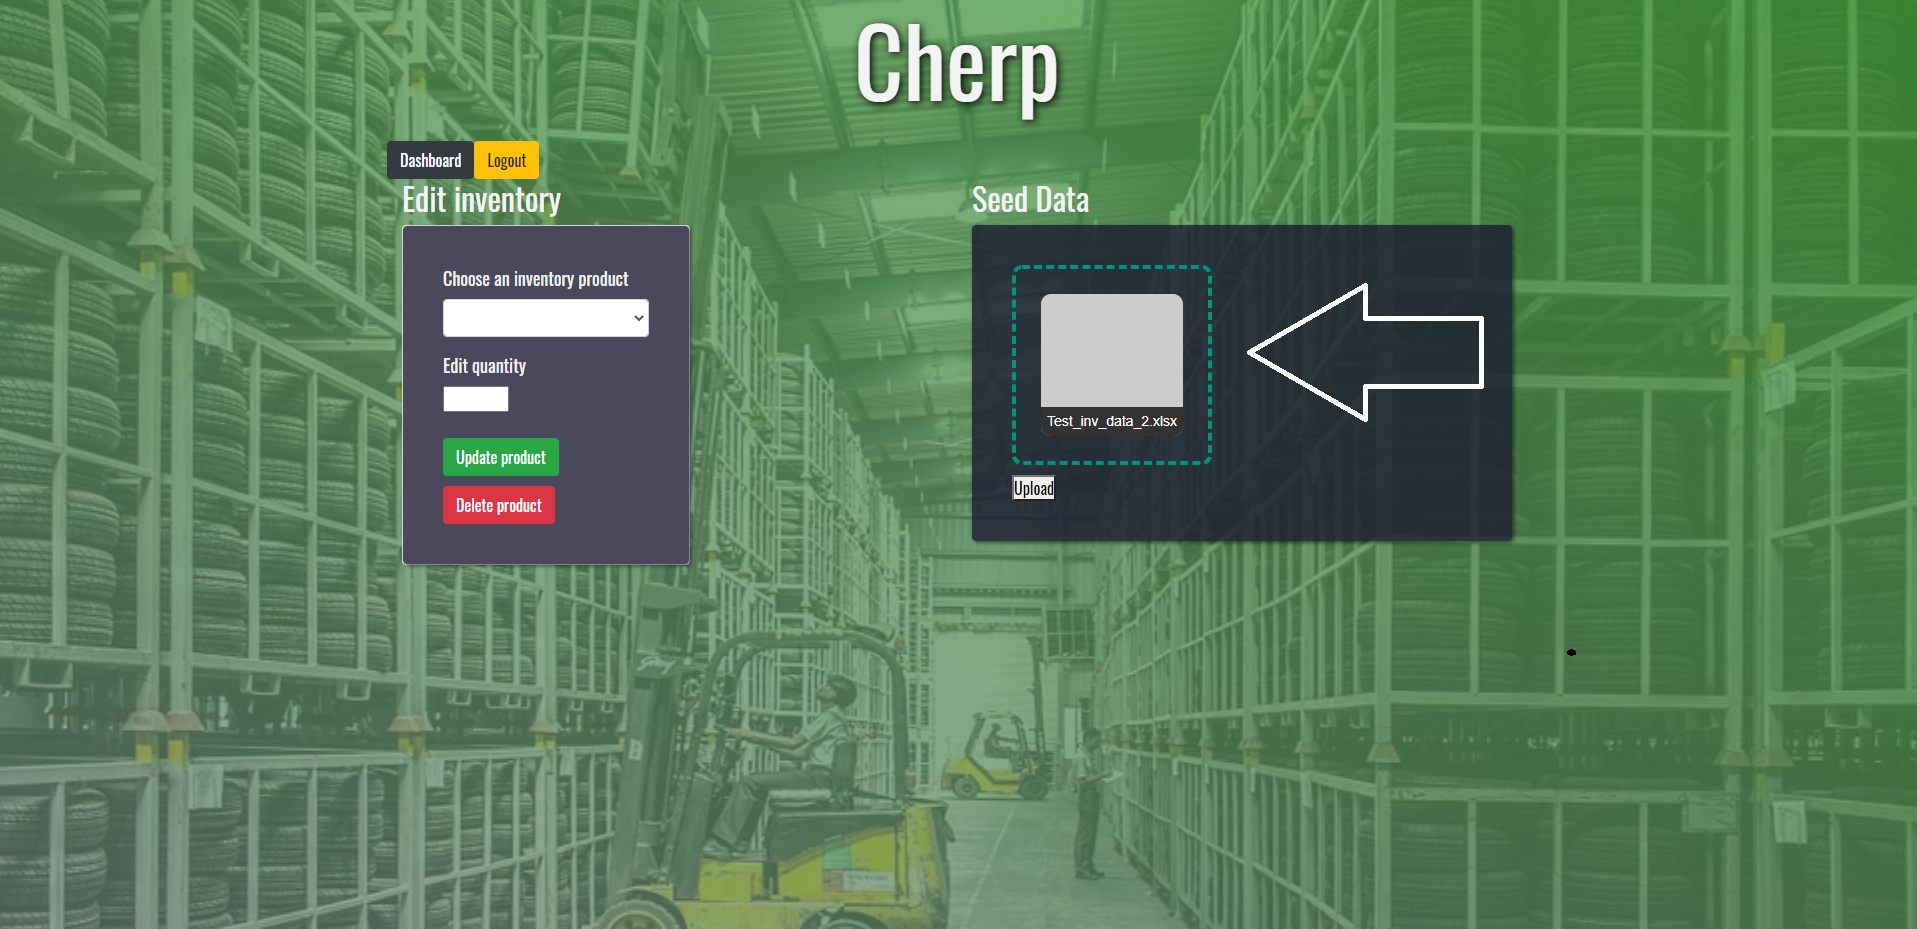 Cherp
Dashboard
Logout
Edit inventory
Choose an inventory product
Edit quantity
Update product
Delete product
Seed Data
Test_inv_data_2.xlsx
Upload